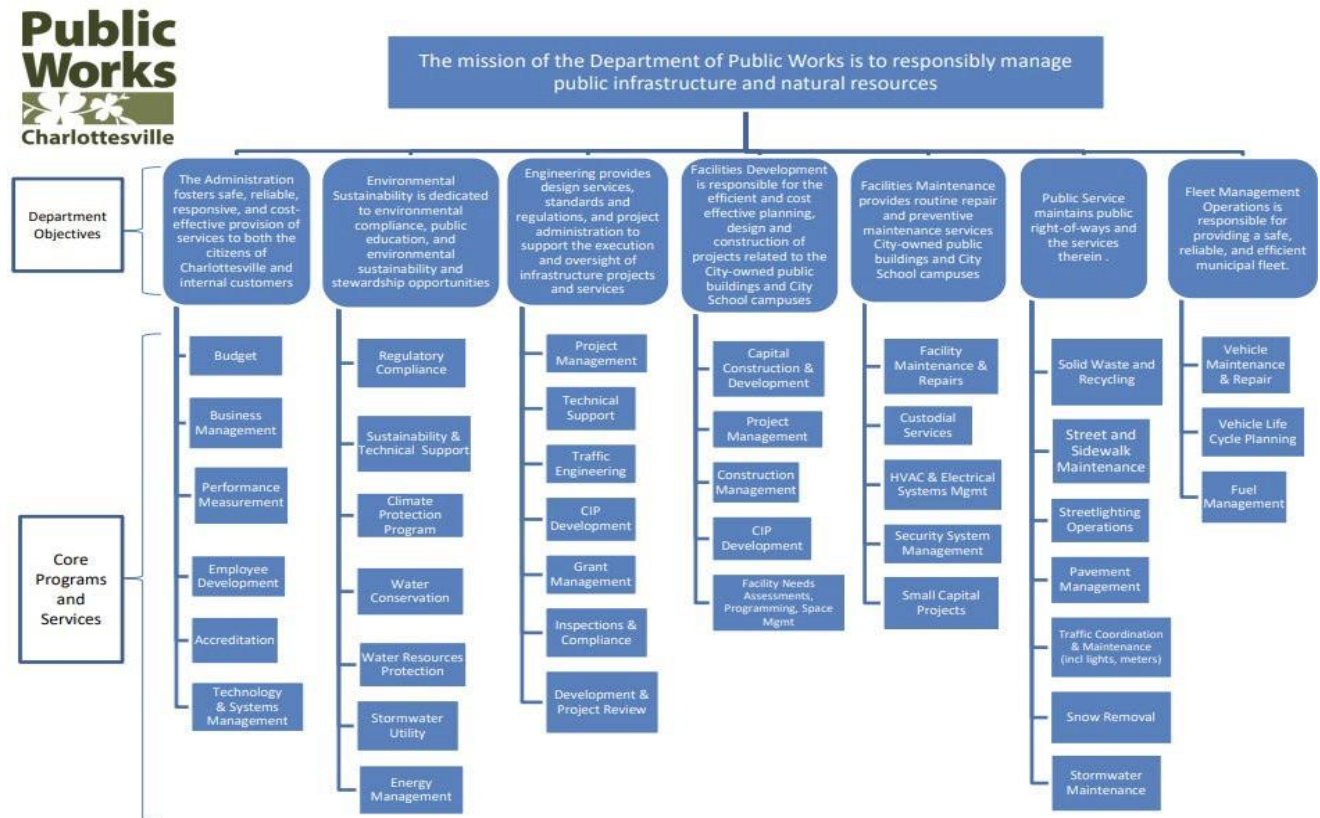 Public
Works
Charlottesville
The mission of the Department of Public Works is to responsibly manage
public infrastructure and natural resources
Department
Objectives
The Administration
fosters safe, reliable,
responsive, and cost-
effective provision of
services to both the
citizens of
Charlottesville and
internal customers
Environmental
Sustainability is dedicated
to environmental
compliance, public
education, and
environmental
sustainability and
stewardship opportunities
Engineering provides
design services,
standards and
regulations, and project
administration to
support the execution
and oversight of
infrastructure projects
and services
Facilities Development
is responsible for the
efficient and cost
effective planning,
design and
construction of
projects related to the
City-owned public
buildings and City
School campuses
Facilities Maintenance
provides routine repair
and preventive
maintenance services
City-owned public
buildings and City
School campuses
Public Service
maintains public
right-of-ways and
the services
therein .
Fleet Management
Operations is
responsible for
providing a safe,
reliable, and efficient
municipal fleet.
Core
Programs
and
Services
Budget
Business
Management
Performance
Measurement
Employee
Development
Accreditation
Technology
& Systems
Management
Regulatory
Compliance
Sustainability &
Technical Support
Climate
Protection
Program
Water
Conservation
Water Resources
Protection
Stormwater
Utility
Energy
Management
Project
Management
Technical
Support
Traffic
Engineering
CIP
Development
Grant
Management
Inspections &
Compliance
Development &
Project Review
Capital
Construction &
Development
Project
Management
Construction
Management
CIP
Development
Facility Needs
Assessments,
Programming, Space
Mgmt
Facility
Maintenance &
Repairs
Custodial
Services
HVAC & Electrical
Systems Mgmt
Security System
Management
Small Capital
Projects
Solid Waste and
Recycling
Street and
Sidewalk
Maintenance
Streetlighting
Operations
Pavement
Management
Traffic Coordination
& Maintenance
(incl lights, meters)
Snow Removal
Stormwater
Maintenance
Vehicle
Maintenance
& Repair
Vehicle Life
Cycle Planning
Fuel
Management